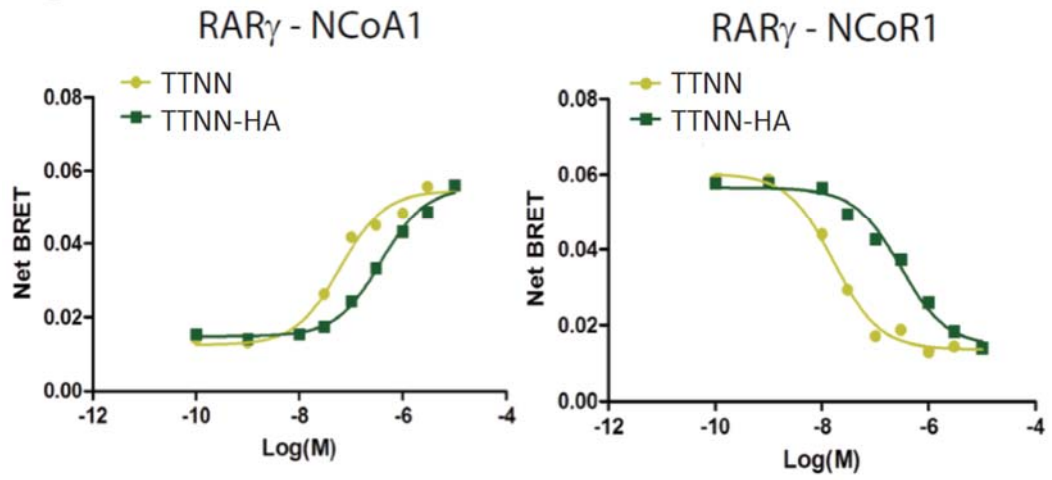 RARγ - NCoA1
TTNN
TTNN-HA
0.08
0.06
0.04
0.02
0.00
Net BRET
-12
-10
-8
-6
-4
Log(M)
RARγ - NCoR1
TTNN
TTNN-HA
0.08
0.06
0.04
0.02
0.00
Net BRET
-12
-10
-8
-6
-4
Log(M)